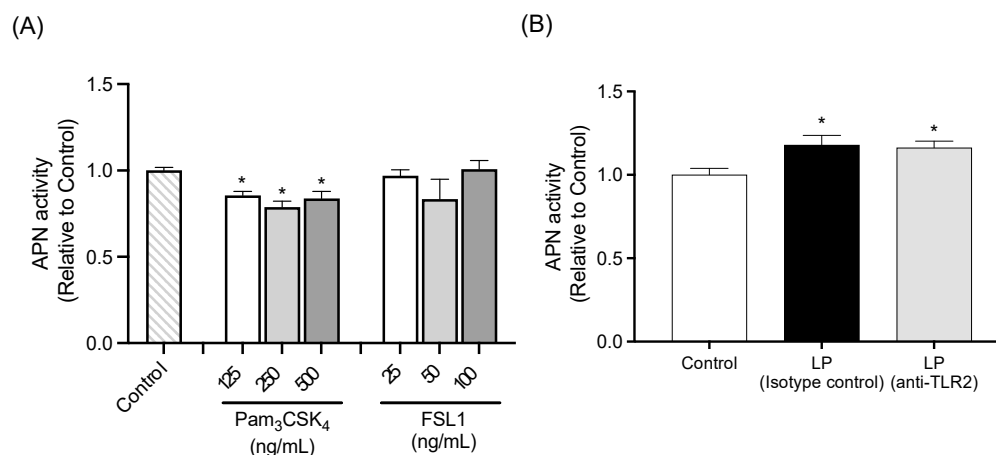 (A)
APN activity
(Relative to Control)
1.5
1.0
0.5
0.0
* * *
Control
125 250 500
25 50 100
Pam₃CSK₄
(ng/mL)
FSL1
(ng/mL)
(B)
APN activity
(Relative to Control)
1.5
1.0
0.5
0.0
* *
Control
LP
(Isotype control)
LP
(anti-TLR2)